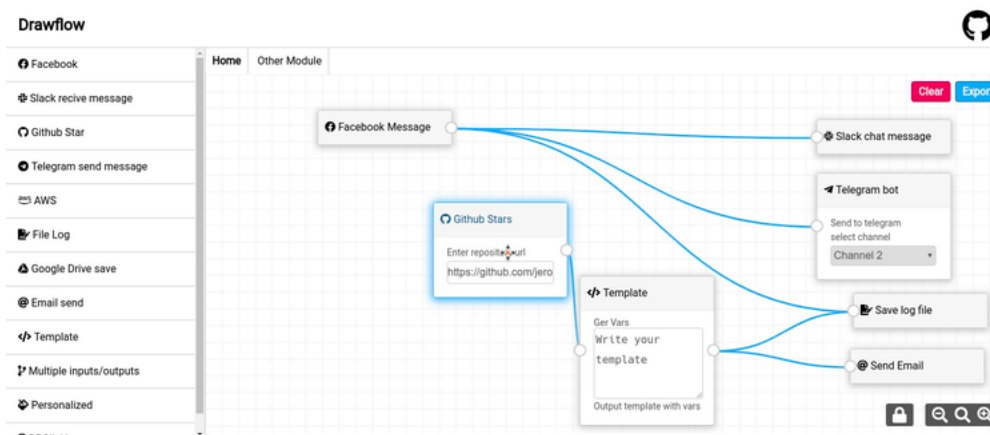 Drawflow
Facebook
Slack recive message
Github Star
Telegram send message
AWS
File Log
Google Drive save
@ Email send
</> Template
Multiple inputs/outputs
Personalized
Home Other Module
Clear Export
Facebook Message
Slack chat message
Telegram bot
Send to telegram
select channel
Channel 2
Github Stars
Enter repository url
https://github.com/jero
</> Template
Ger Vars
Write your
template
Output template with vars
Save log file
@ Send Email